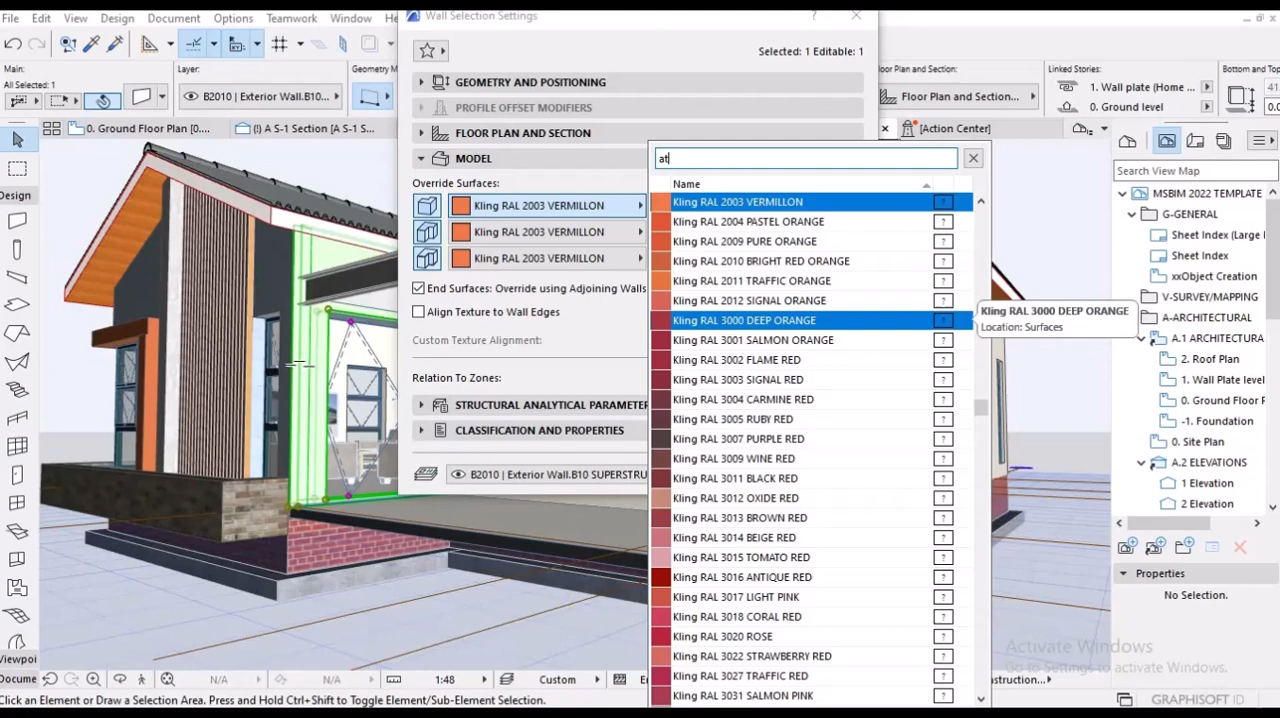 Wall Selection Settings
?
File Edit View Design Document Options Teamwork Window
Selected: 1 Editable: 1
Main:
All Selected: 1
Layer:
B2010 | Exterior Wall.B10...
Geometry M
GEOMETRY AND POSITIONING
PROFILE OFFSET MODIFIERS
FLOOR PLAN AND SECTION
MODEL
Floor Plan and Section:
Floor Plan and Section...
Linked Stories:
1. Wall plate (Home ...
0. Ground level
Bottom and Top
0.0
0. Ground Floor Plan [0....
(!) A S-1 Section [A S-1 S...
[Action Center]
Design
Viewpoi
Docume
Override Surfaces:
Kling RAL 2003 VERMILLON
Kling RAL 2003 VERMILLON
Kling RAL 2003 VERMILLON
End Surfaces: Override using Adjoining Walls
Align Texture to Wall Edges
Custom Texture Alignment:
Relation To Zones:
STRUCTURAL ANALYTICAL PARAMETER
CLASSIFICATION AND PROPERTIES
B2010 | Exterior Wall.B10 SUPERSTRU
at
Name
Kling RAL 2003 VERMILLON
Kling RAL 2004 PASTEL ORANGE
Kling RAL 2009 PURE ORANGE
Kling RAL 2010 BRIGHT RED ORANGE
Kling RAL 2011 TRAFFIC ORANGE
Kling RAL 2012 SIGNAL ORANGE
Kling RAL 3000 DEEP ORANGE
Kling RAL 3001 SALMON ORANGE
Kling RAL 3002 FLAME RED
Kling RAL 3003 SIGNAL RED
Kling RAL 3004 CARMINE RED
Kling RAL 3005 RUBY RED
Kling RAL 3007 PURPLE RED
Kling RAL 3009 WINE RED
Kling RAL 3011 BLACK RED
Kling RAL 3012 OXIDE RED
Kling RAL 3013 BROWN RED
Kling RAL 3014 BEIGE RED
Kling RAL 3015 TOMATO RED
Kling RAL 3016 ANTIQUE RED
Kling RAL 3017 LIGHT PINK
Kling RAL 3018 CORAL RED
Kling RAL 3020 ROSE
Kling RAL 3022 STRAWBERRY RED
Kling RAL 3027 TRAFFIC RED
Kling RAL 3031 SALMON PINK
Kling RAL 3000 DEEP ORANGE
Location: Surfaces
Search View Map
MSBIM 2022 TEMPLATE
G-GENERAL
Sheet Index (Large
Sheet Index
xxObject Creation
V-SURVEY/MAPPING
A-ARCHITECTURAL
A.1 ARCHITECTURA
2. Roof Plan
1. Wall Plate level
0. Ground Floor
-1. Foundation
0. Site Plan
A.2 ELEVATIONS
1 Elevation
2 Elevation
Properties
No Selection.
Activate Windows
Go to Settings to activate Windows.
N/A
N/A
1:48
Custom
onstruction...
Click an Element or Draw a Selection Area. Press and Hold Ctrl+Shift to Toggle Element/Sub-Element Selection.
GRAPHISOFT ID